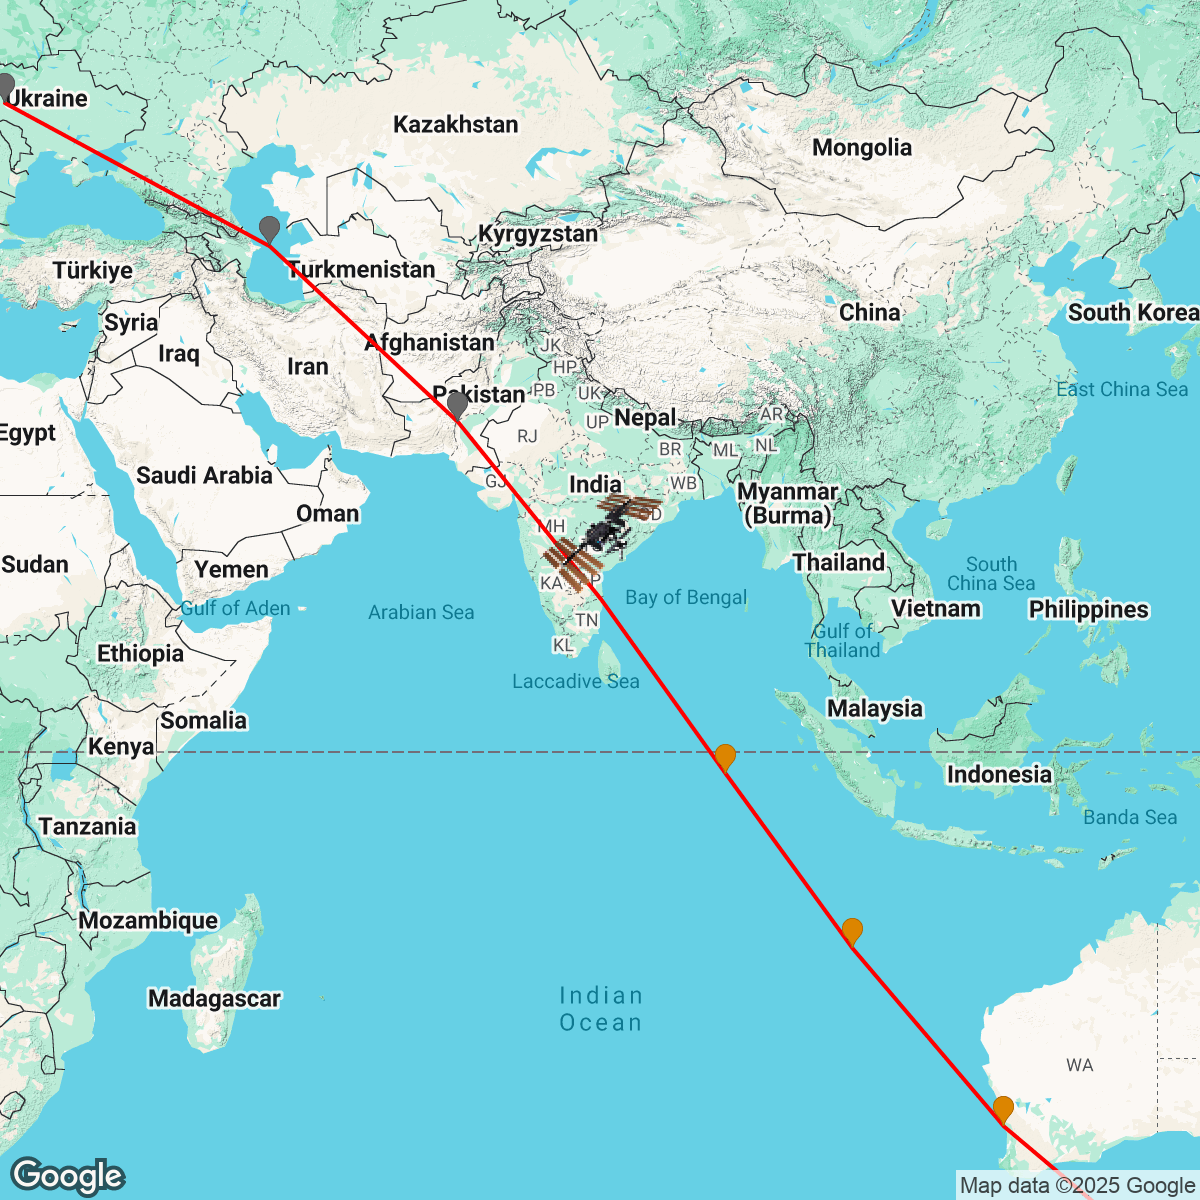 Ukraine
Kazakhstan
Mongolia
Kyrgyzstan
Türkiye
Turkmenistan
China
South Korea
Syria
Afghanistan
Iraq
JK
Iran
HP
East China Sea
Pakistan
PB
UK
AR
Nepal
UP
Egypt
RJ
NL
BR
ML
Saudi Arabia
GJ
India
WB
Myanmar
(Burma)
Oman
MH
Sudan
Yemen
Thailand
South
China Sea
KA
Gulf of Aden
Arabian Sea
Bay of Bengal
Vietnam
Philippines
TN
Gulf of
Thailand
KL
Ethiopia
Laccadive Sea
Malaysia
Somalia
Kenya
Indonesia
Tanzania
Banda Sea
Mozambique
Madagascar
Indian
Ocean
WA
Google
Map data ©2025 Google